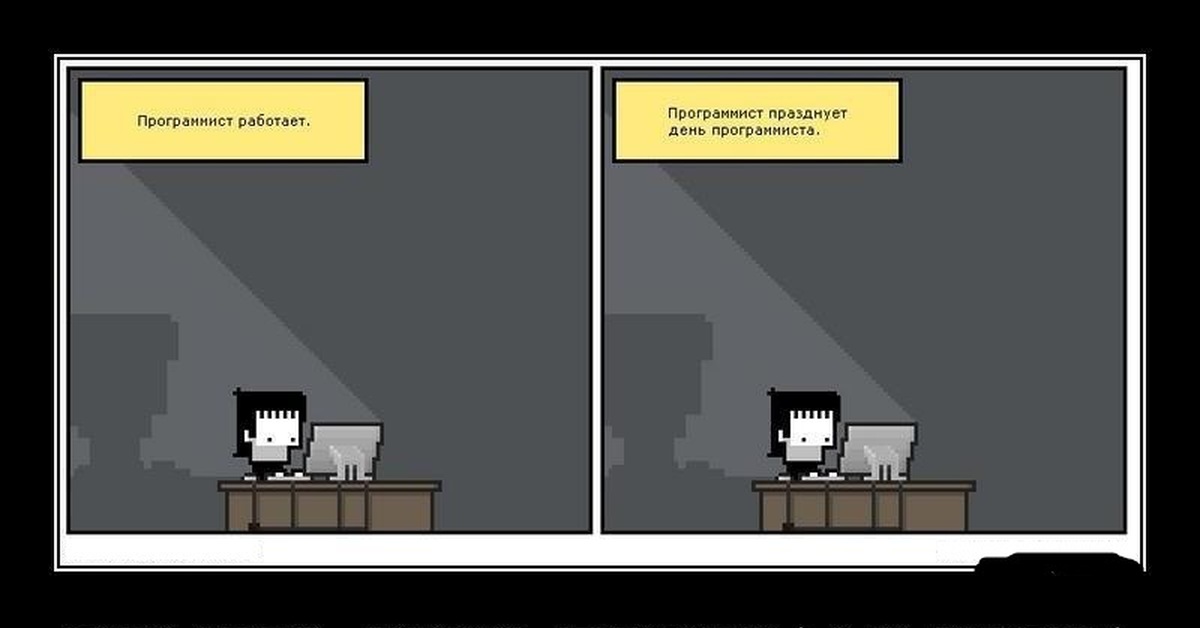 Программист работает.
Программист празднует
день программиста.